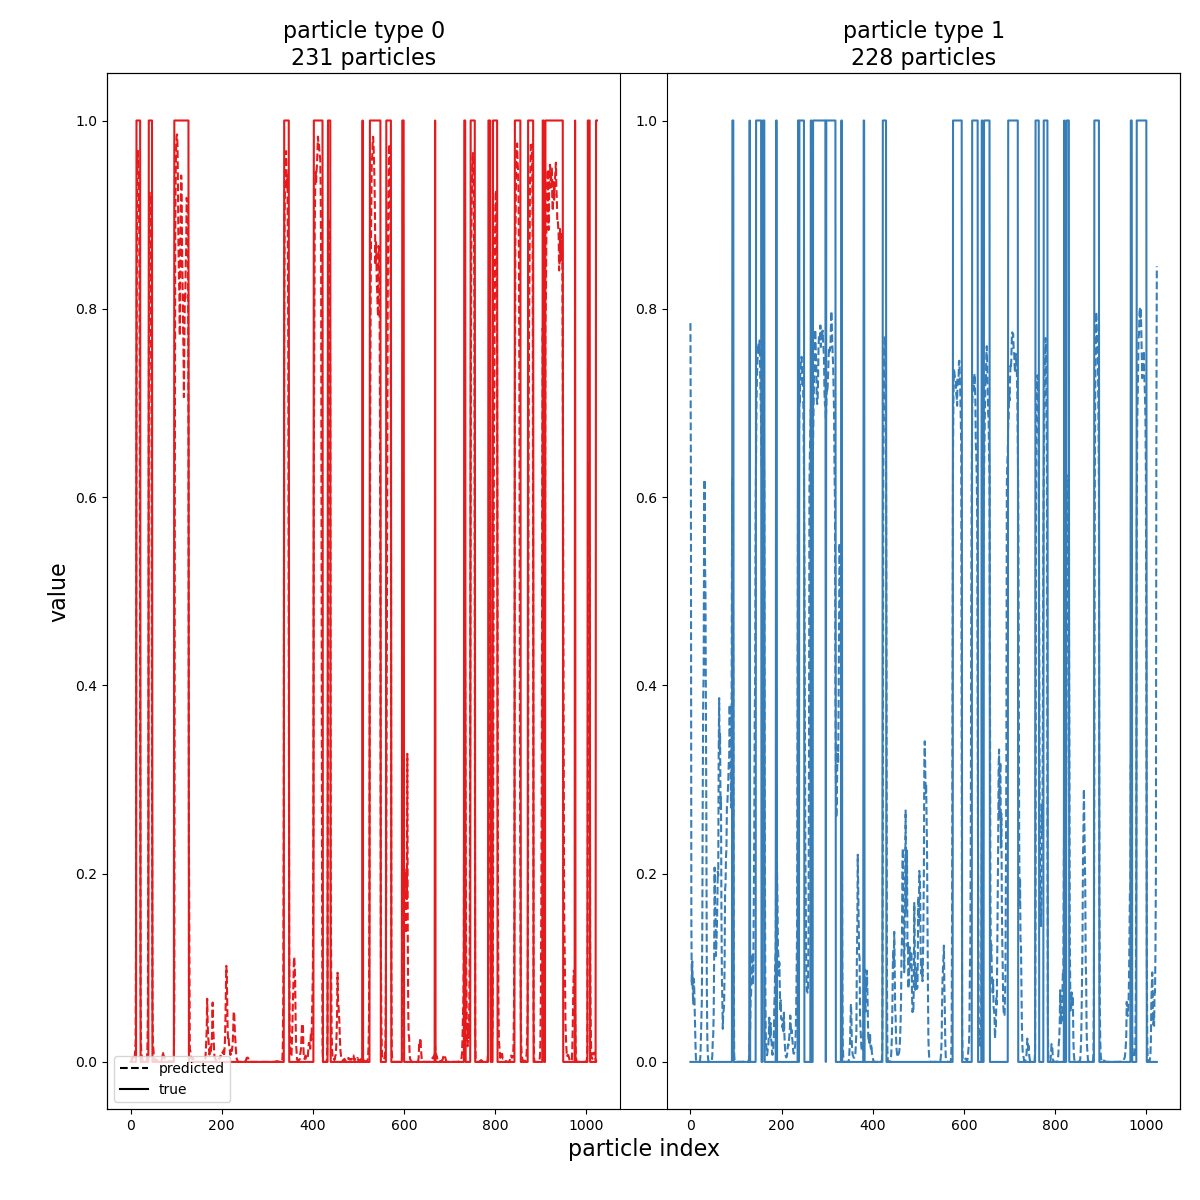 particle type 0
231 particles
particle type 1
228 particles
1.0
0.8
0.6
0.4
0.2
0.0
1.0
0.8
0.6
0.4
0.2
0.0
value
predicted
true
0 200 400 600 800 1000
0 200 400 600 800 1000
particle index